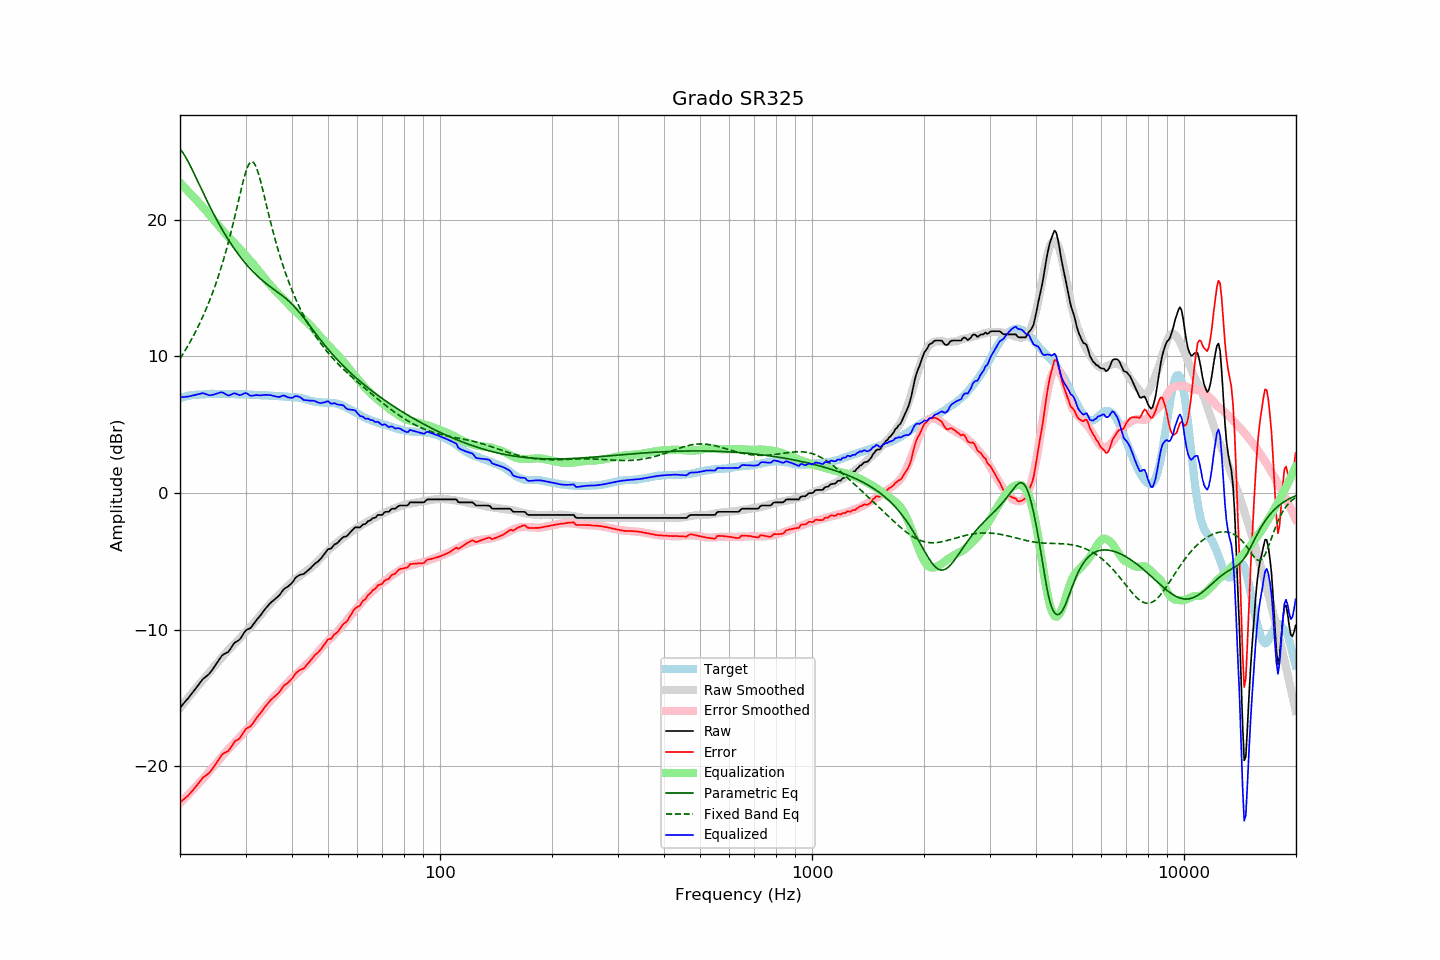 Grado SR325
Amplitude (dBr)
20
10
0
−10
−20
100
1000
10000
Frequency (Hz)
Target
Raw Smoothed
Error Smoothed
Raw
Error
Equalization
Parametric Eq
Fixed Band Eq
Equalized